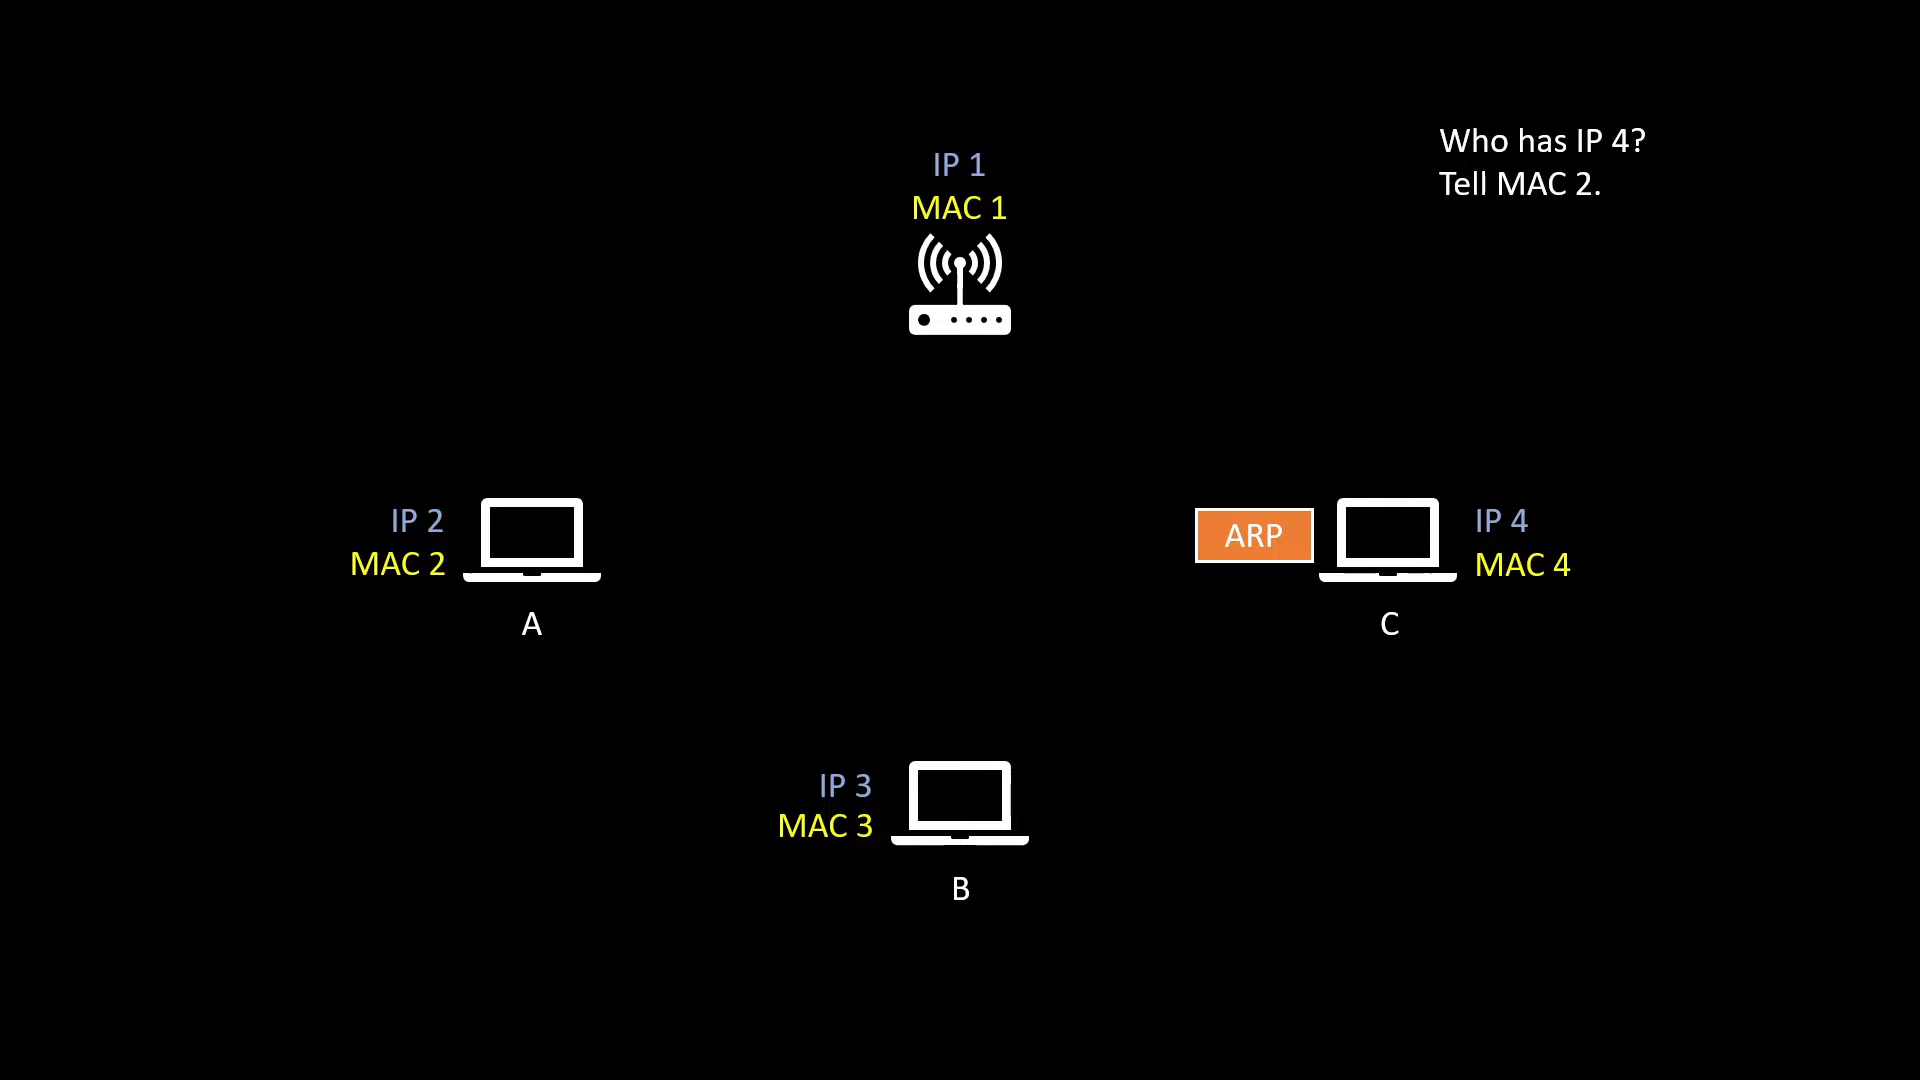 Who has IP 4?
Tell MAC 2.
IP 1
MAC 1
IP 2
MAC 2
A
ARP
IP 4
MAC 4
C
IP 3
MAC 3
B